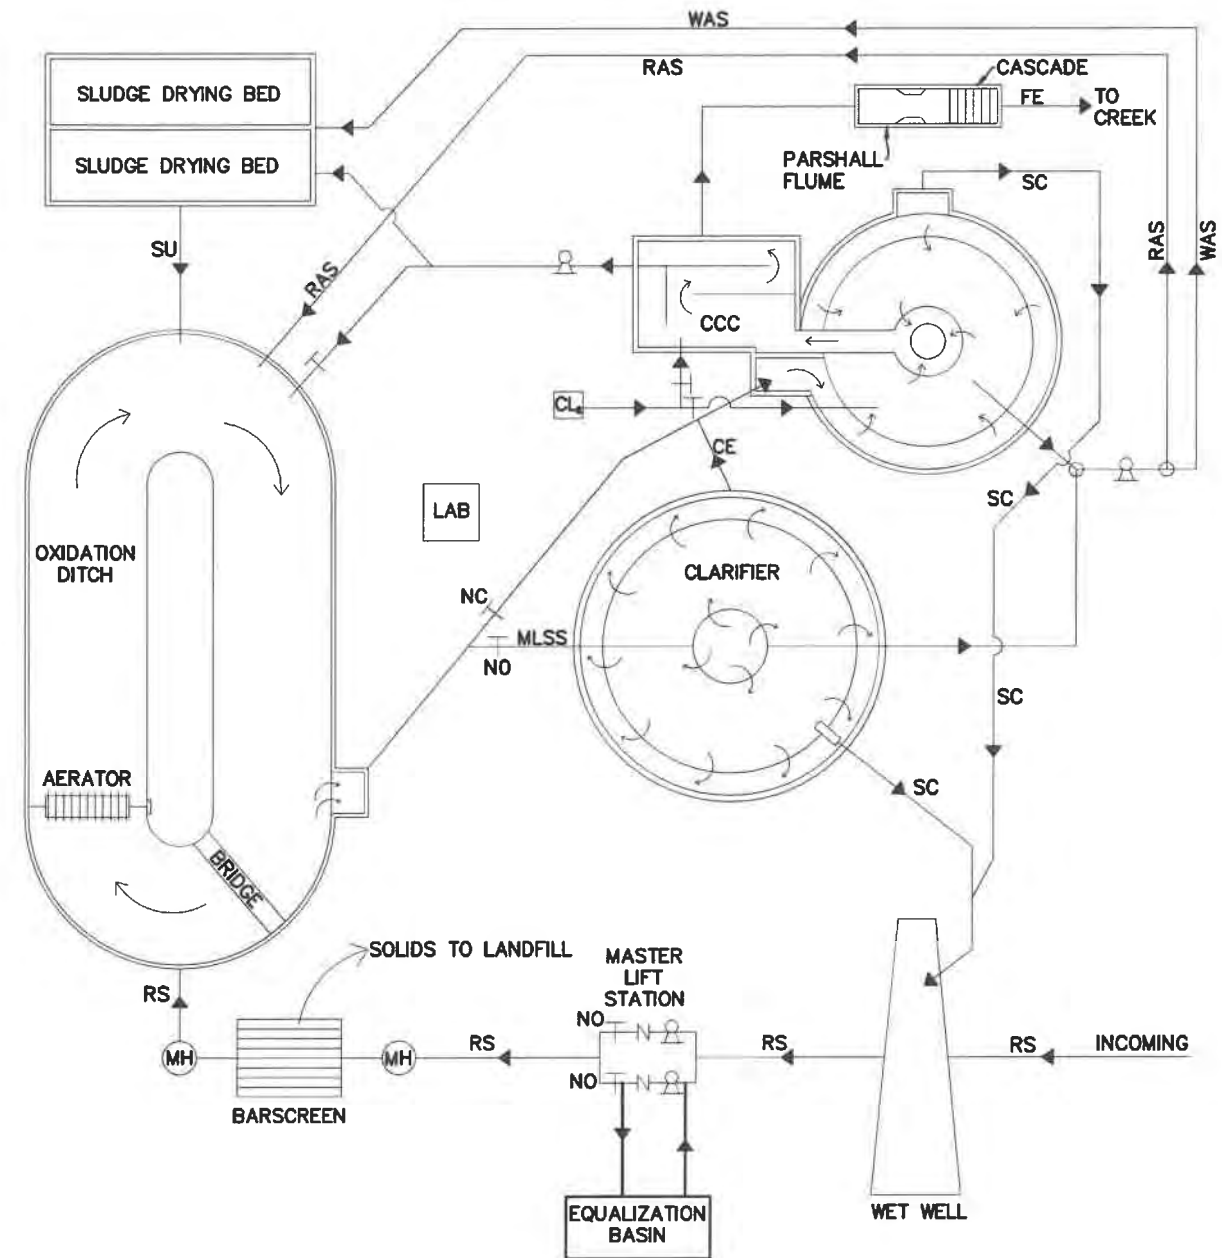 WAS
RAS
CASCADE
FE
TO
CREEK
SLUDGE DRYING BED
SLUDGE DRYING BED
PARSHALL
FLUME
SC
RAS
WAS
SU
RAS
CCC
CL₂
CE
SC
LAB
OXIDATION
DITCH
CLARIFIER
NC
MLSS
NO
SC
AERATOR
SC
BRIDGE
SOLIDS TO LANDFILL
MASTER
LIFT
STATION
RS
NO
MH
MH
RS
RS
RS
INCOMING
NO
BARSCREEN
EQUALIZATION
BASIN
WET WELL